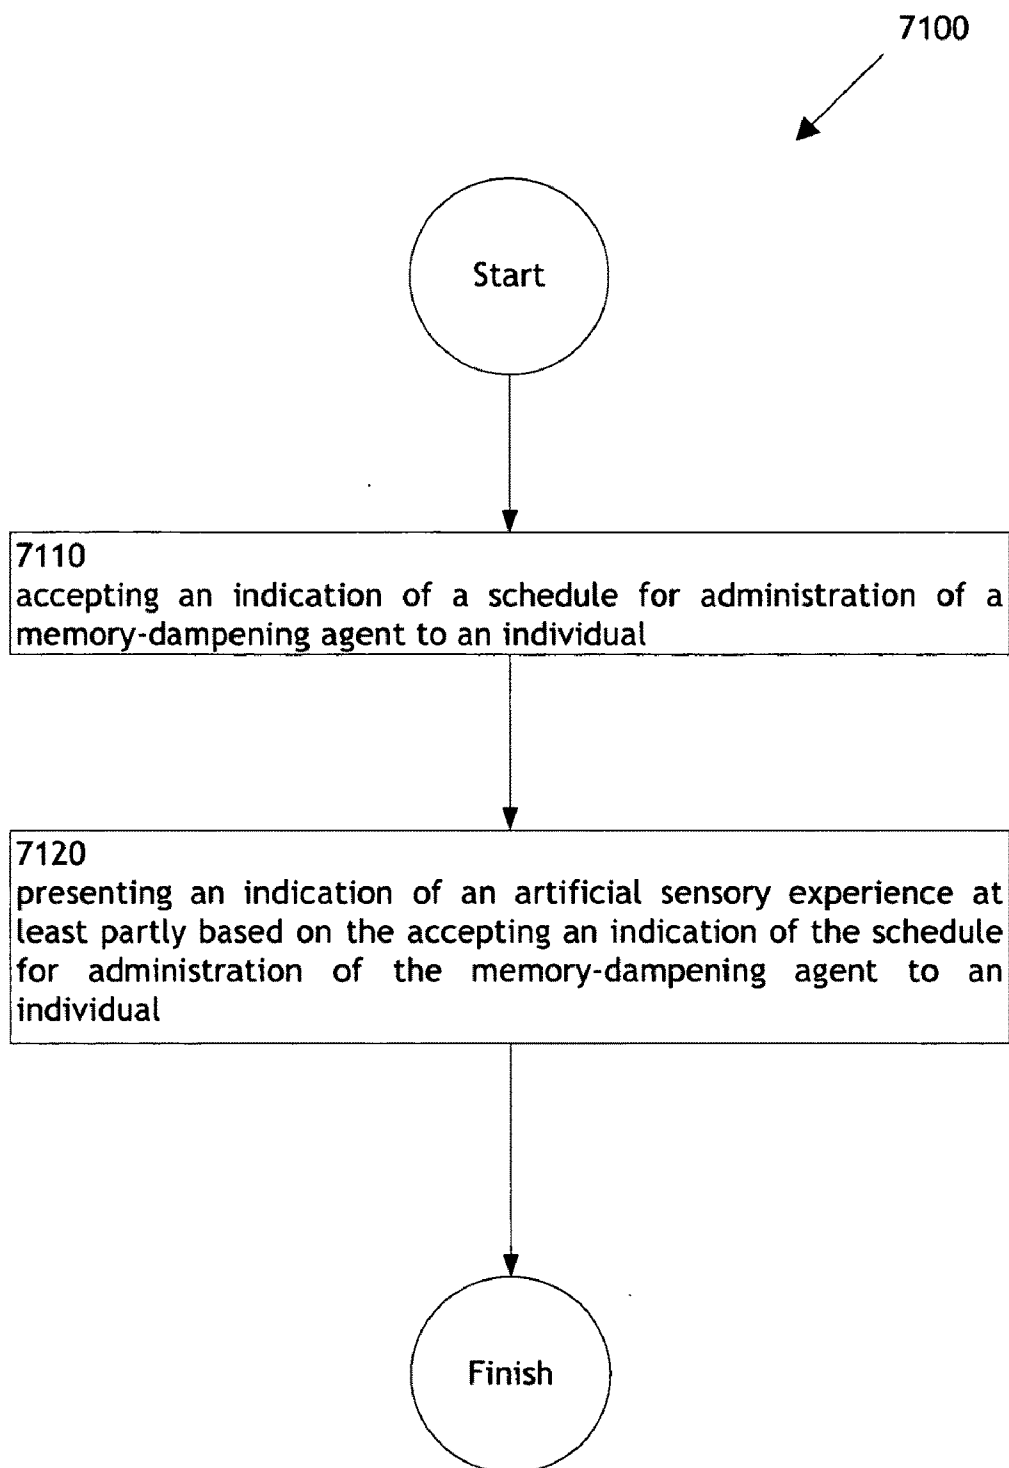 7100
Start
7110
accepting an indication of a schedule for administration of a
memory-dampening agent to an individual
7120
presenting an indication of an artificial sensory experience at
least partly based on the accepting an indication of the schedule
for administration of the memory-dampening agent to an
individual
Finish